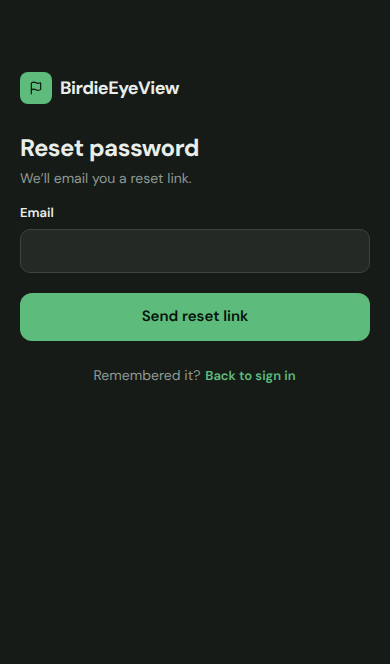 BirdieEyeView
Reset password
We'll email you a reset link.
Email
Send reset link
Remembered it? Back to sign in